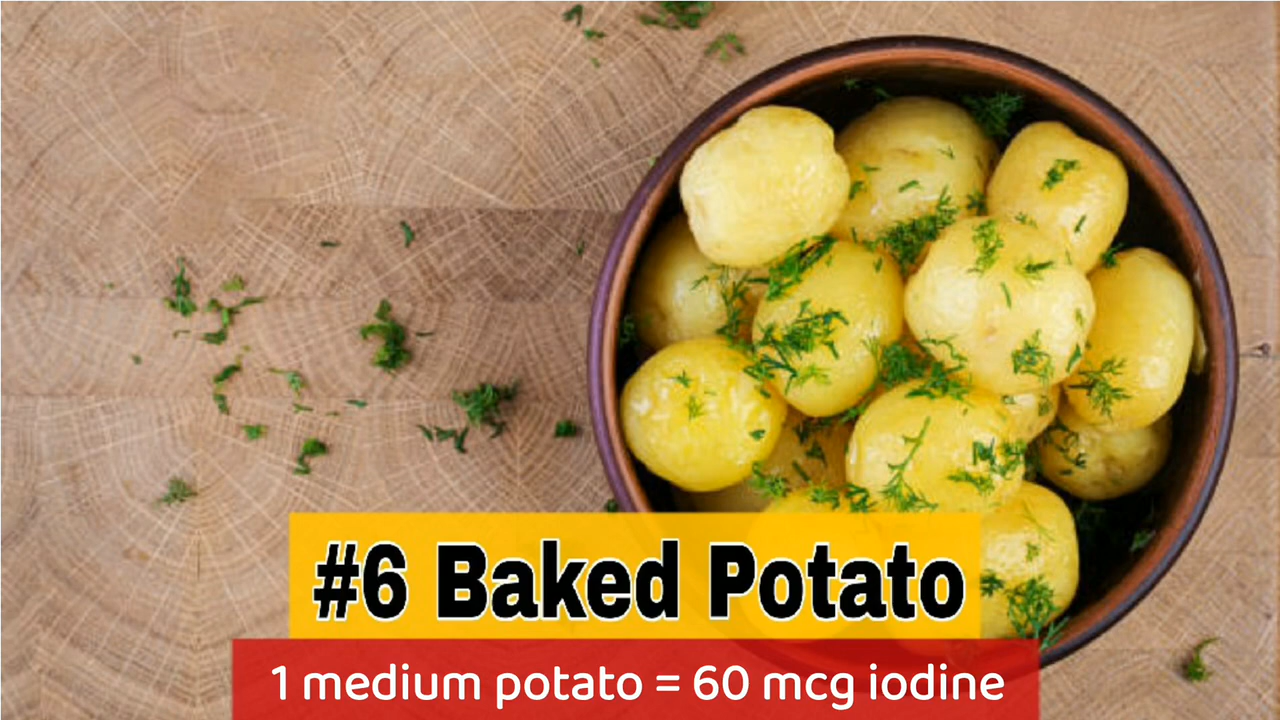 #6 Baked Potato
1 medium potato = 60 mcg iodine